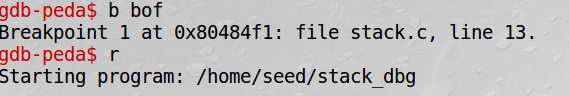 gdb-peda$ b bof
Breakpoint 1 at 0x80484f1: file stack.c, line 13.
gdb-peda$ r
Starting program: /home/seed/stack_dbg